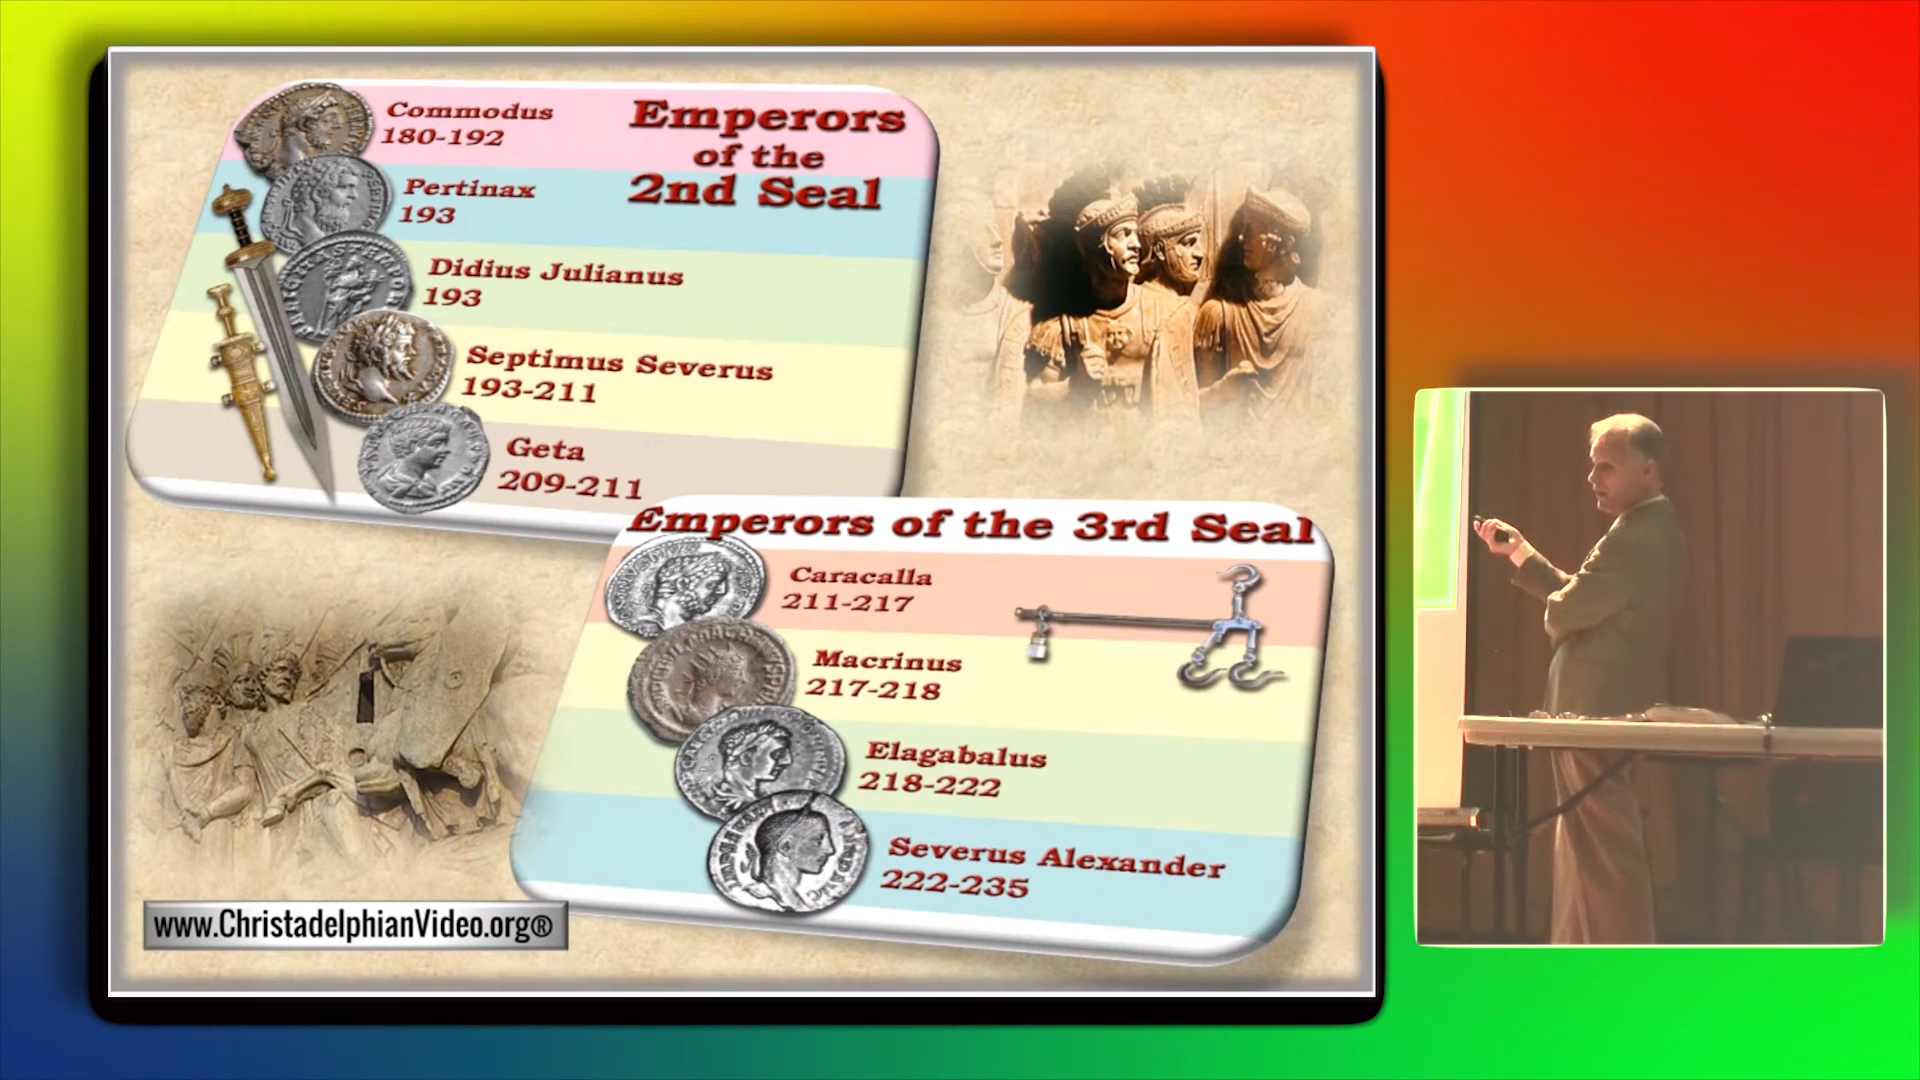 Emperors
of the
2nd Seal
Commodus
180-192
Pertinax
193
Didius Julianus
193
Septimus Severus
193-211
Geta
209-211
Emperors of the 3rd Seal
Caracalla
211-217
Macrinus
217-218
Elagabalus
218-222
Severus Alexander
222-235
www.ChristadelphianVideo.org®